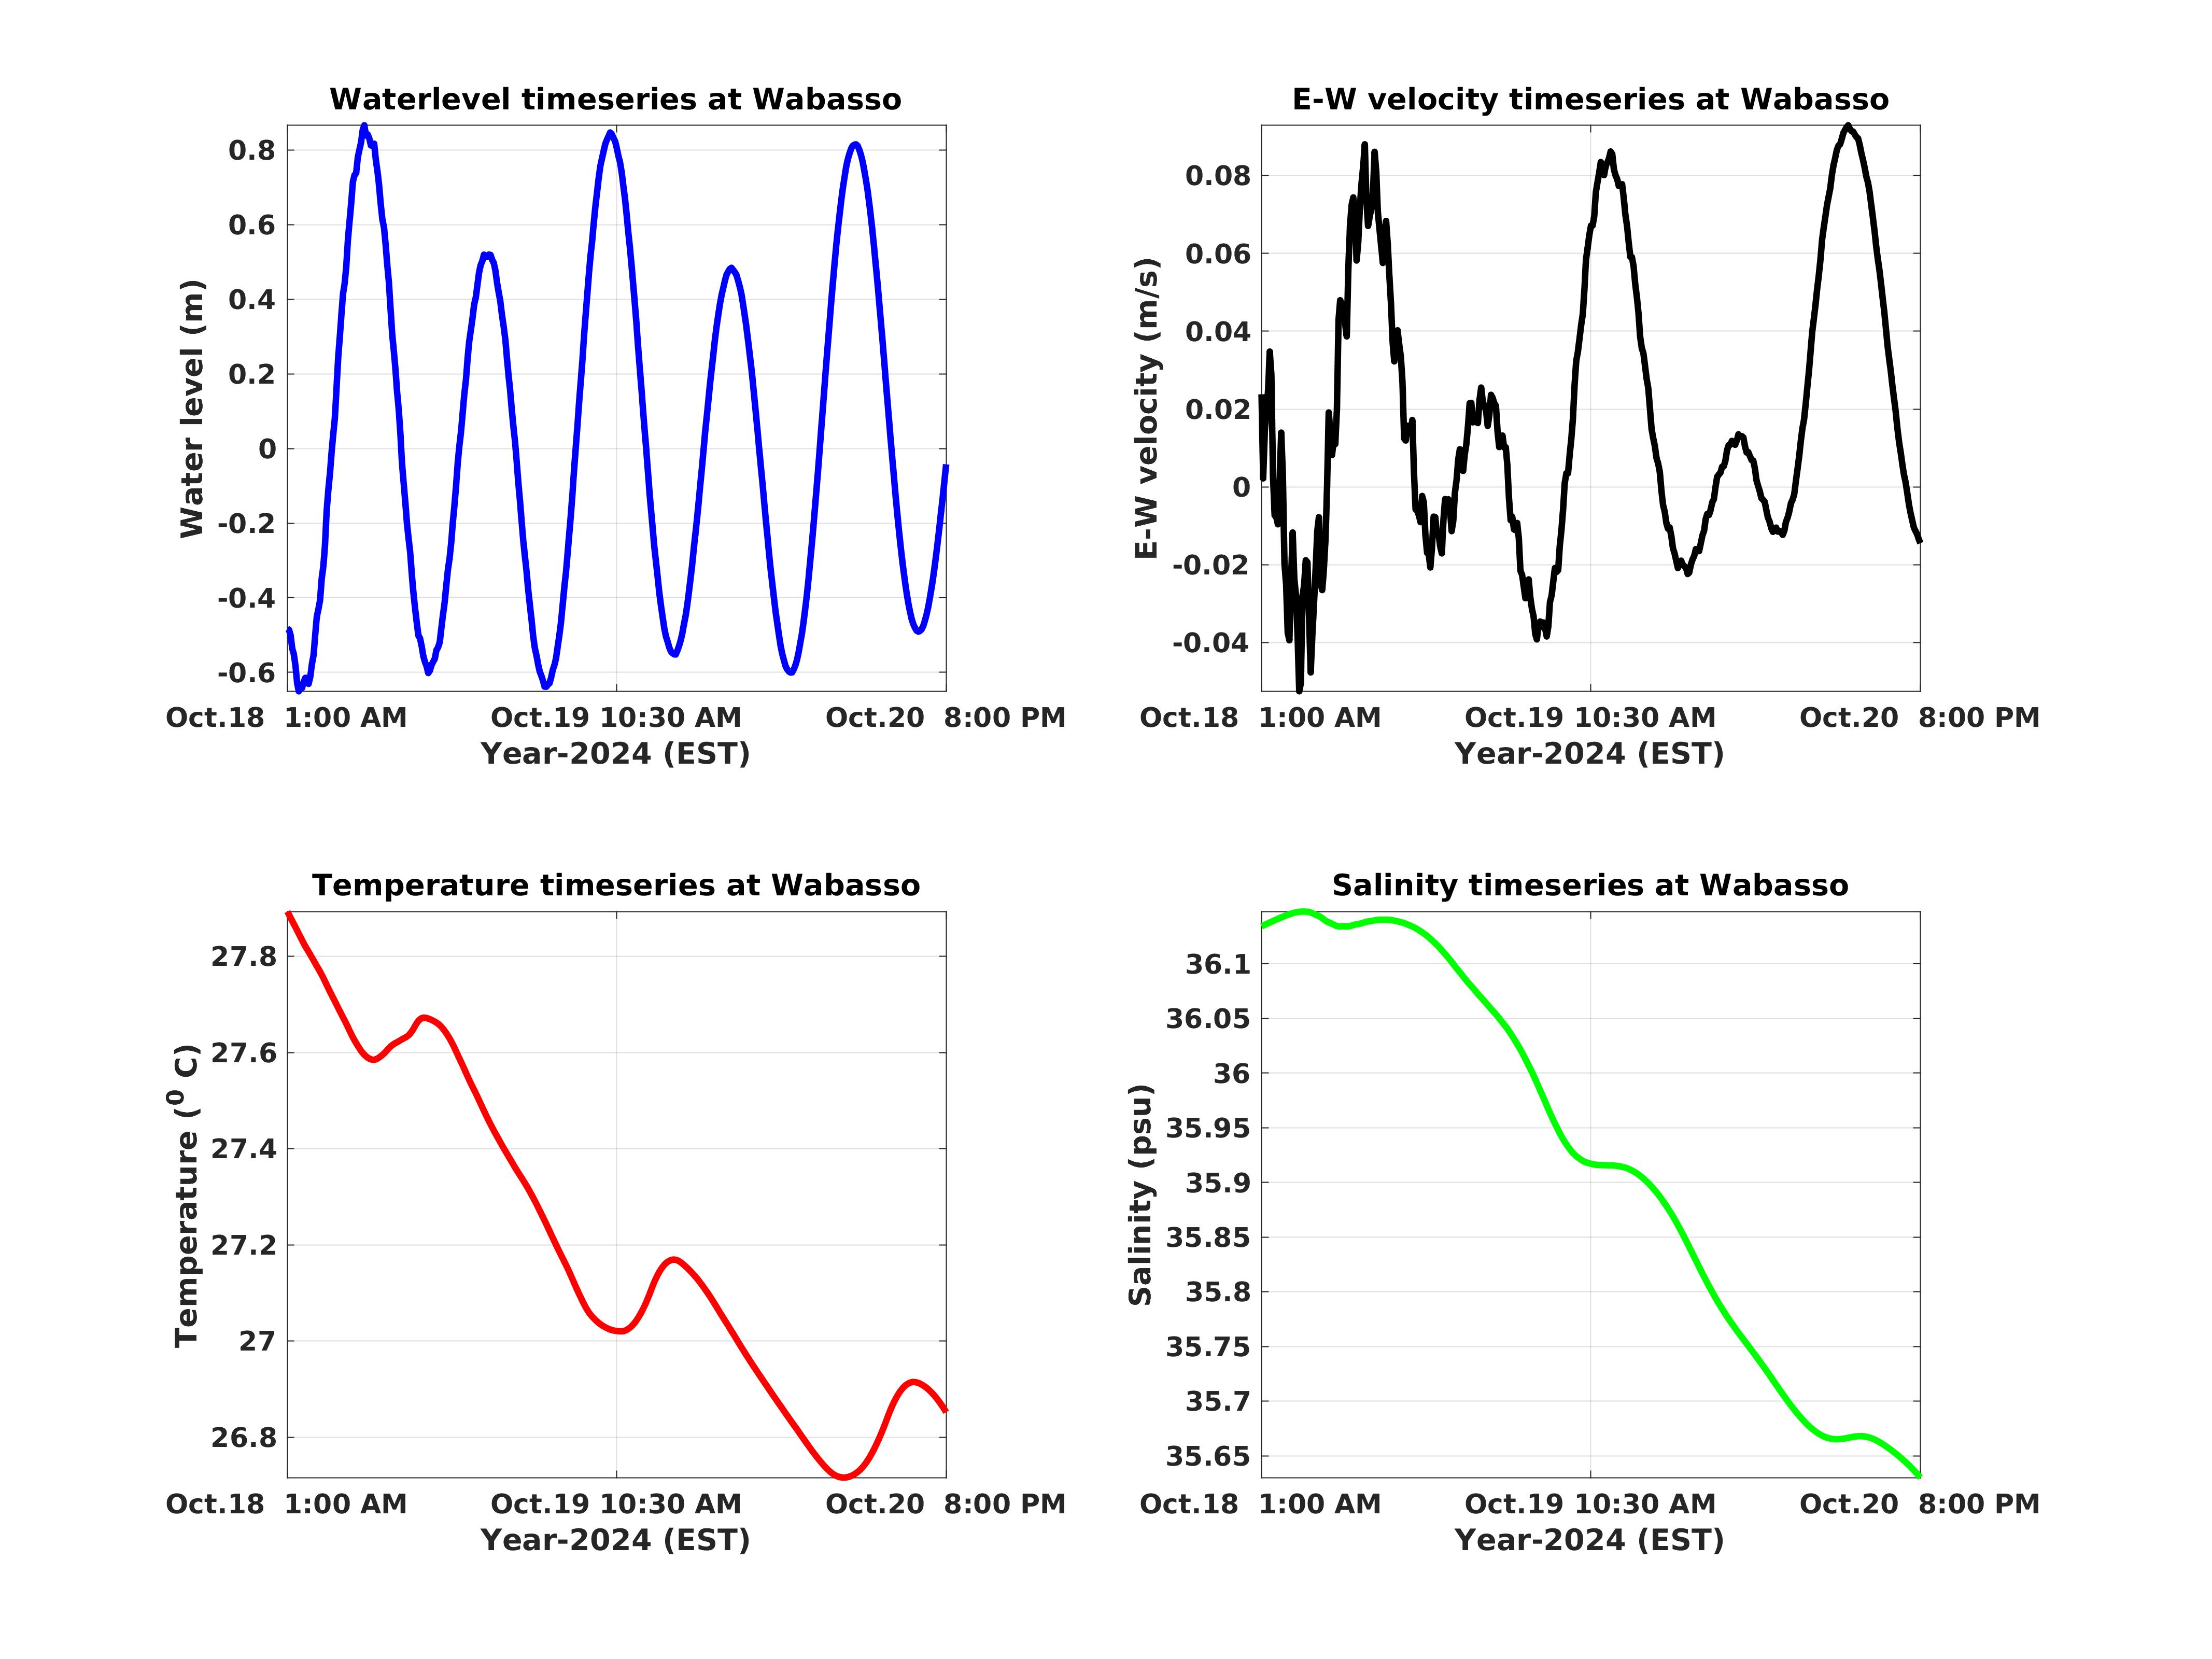 Waterlevel timeseries at Wabasso
0.8
0.6
0.4
0.2
0
-0.2
-0.4
-0.6
Water level (m)
Oct.18 1:00 AM
Oct.19 10:30 AM
Oct.20 8:00 PM
Year-2024 (EST)
E-W velocity timeseries at Wabasso
0.08
0.06
0.04
0.02
0
-0.02
-0.04
E-W velocity (m/s)
Oct.18 1:00 AM
Oct.19 10:30 AM
Oct.20 8:00 PM
Year-2024 (EST)
Temperature timeseries at Wabasso
27.8
27.6
27.4
27.2
27
26.8
Temperature (⁰ C)
Oct.18 1:00 AM
Oct.19 10:30 AM
Oct.20 8:00 PM
Year-2024 (EST)
Salinity timeseries at Wabasso
36.1
36.05
36
35.95
35.9
35.85
35.8
35.75
35.7
35.65
Salinity (psu)
Oct.18 1:00 AM
Oct.19 10:30 AM
Oct.20 8:00 PM
Year-2024 (EST)